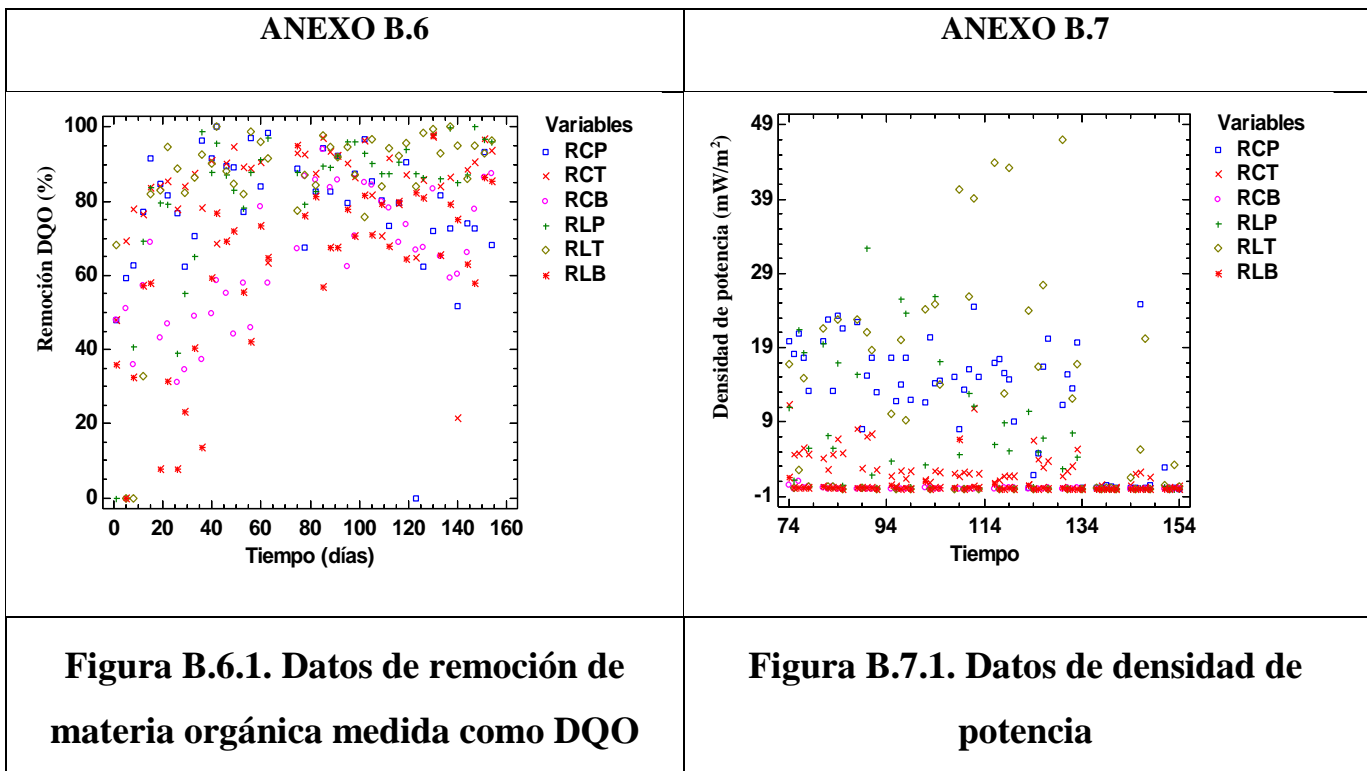 ANEXO B.6
ANEXO B.7
Remoción DQO (%)
100
80
60
40
20
0
0 20 40 60 80 100 120 140 160
Tiempo (días)
Variables
RCP
RCT
RCB
RLP
RLT
RLB
Densidad de potencia (mW/m²)
49
39
29
19
9
-1
74 94 114 134 154
Tiempo
Variables
RCP
RCT
RCB
RLP
RLT
RLB
Figura B.6.1. Datos de remoción de
materia orgánica medida como DQO
Figura B.7.1. Datos de densidad de
potencia